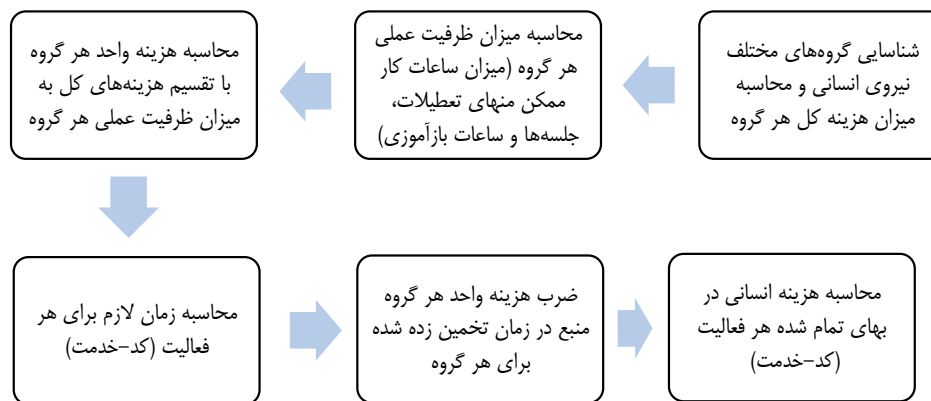 شناسایی گروه‌های مختلف
نیروی انسانی و محاسبه
میزان هزینه کل هر گروه
محاسبه میزان ظرفیت عملی
هر گروه (میزان ساعات کار
ممکن منهای تعطیلات،
جلسه‌ها و ساعات بازآموزی)
محاسبه هزینه واحد هر گروه
با تقسیم هزینه‌های کل به
میزان ظرفیت عملی هر گروه
محاسبه زمان لازم برای هر
فعالیت (کد-خدمت)
ضرب هزینه واحد هر گروه
منبع در زمان تخمین زده شده
برای هر گروه
محاسبه هزینه انسانی در
بهای تمام شده هر فعالیت
(کد-خدمت)